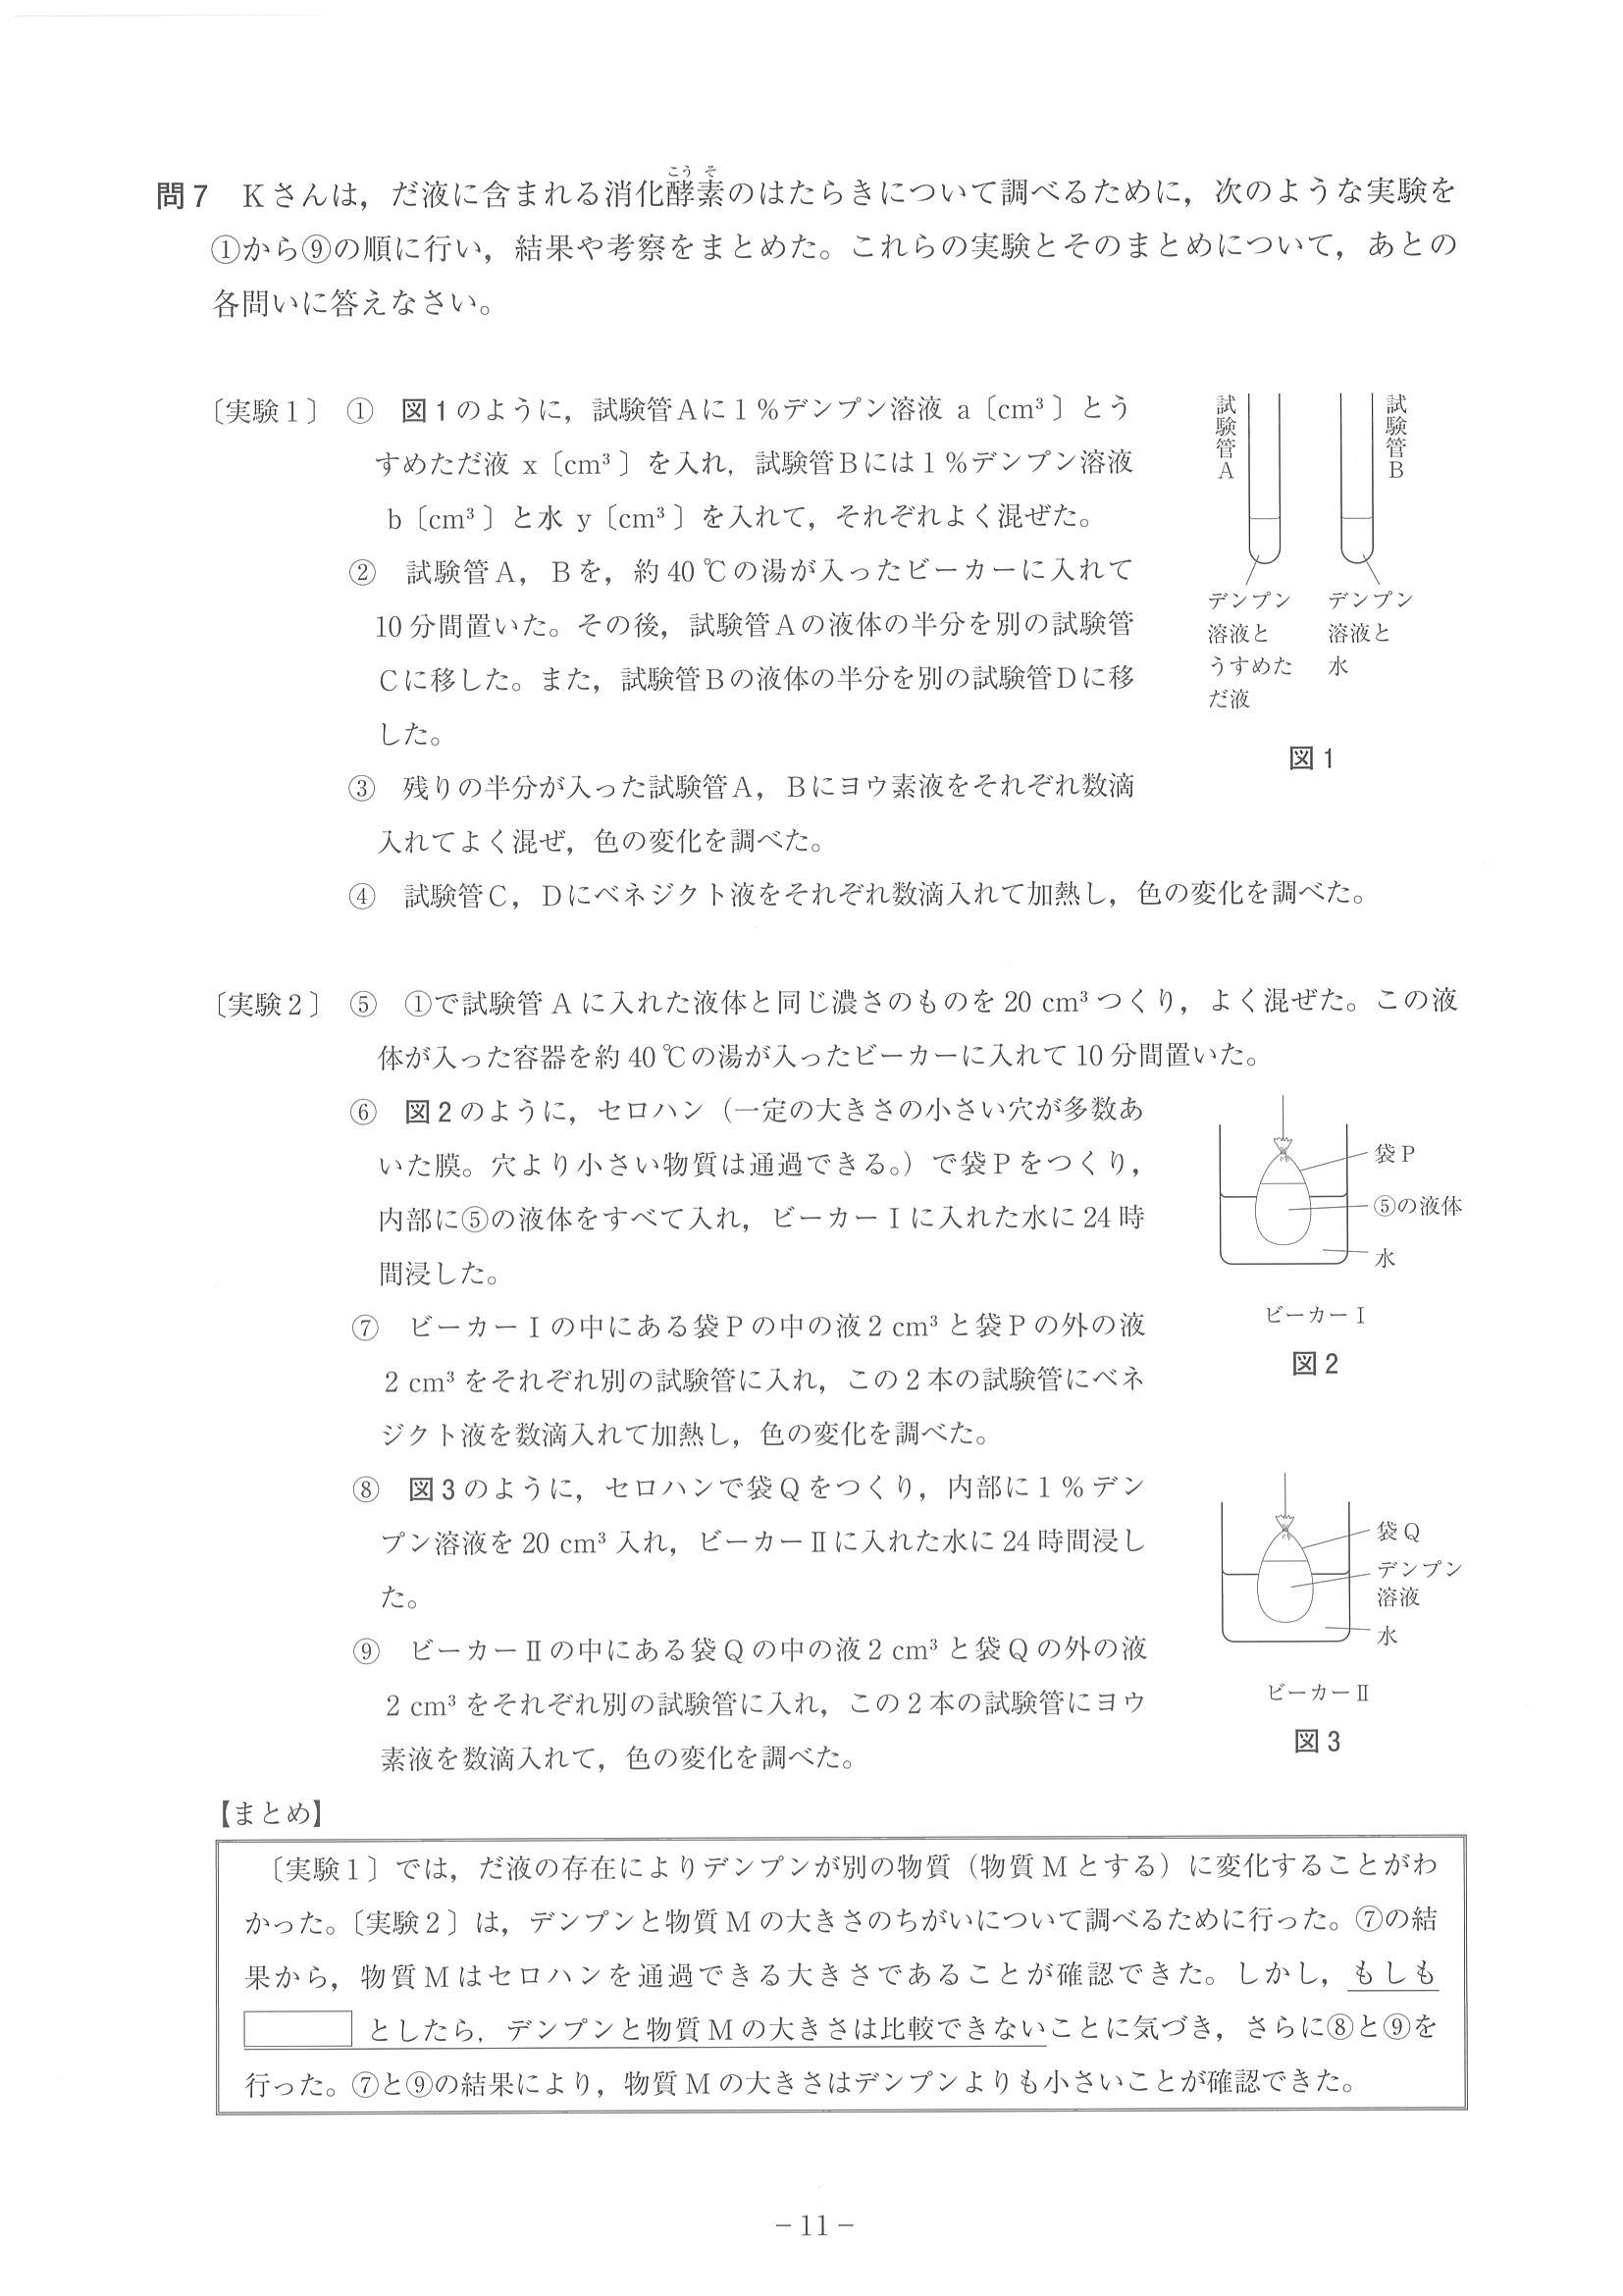 問7 Kさんは，だ液に含まれる消化酵素のはたらきについて調べるために，次のような実験を
こう そ
①から⑨の順に行い，結果や考察をまとめた。これらの実験とそのまとめについて，あとの
各問いに答えなさい。
〔実験1〕 ① 図1のように，試験管Aに1％デンプン溶液 a〔cm³〕とう
すめただ液 x〔cm³〕を入れ，試験管Bには1％デンプン溶液
b〔cm³〕と水 y〔cm³〕を入れて，それぞれよく混ぜた。
② 試験管A，Bを，約40℃の湯が入ったビーカーに入れて
10分間置いた。その後，試験管Aの液体の半分を別の試験管
Cに移した。また，試験管Bの液体の半分を別の試験管Dに移
した。
③ 残りの半分が入った試験管A，Bにヨウ素液をそれぞれ数滴
入れてよく混ぜ，色の変化を調べた。
④ 試験管C，Dにベネジクト液をそれぞれ数滴入れて加熱し，色の変化を調べた。
試験管A
試験管B
デンプン
溶液と
うすめた
だ液
デンプン
溶液と
水
図1
〔実験2〕 ⑤ ①で試験管Aに入れた液体と同じ濃さのものを20 cm³つくり，よく混ぜた。この液
体が入った容器を約40℃の湯が入ったビーカーに入れて10分間置いた。
⑥ 図2のように，セロハン（一定の大きさの小さい穴が多数あ
いた膜。穴より小さい物質は通過できる。）で袋Pをつくり，
内部に⑤の液体をすべて入れ，ビーカーⅠに入れた水に24時
間浸した。
⑦ ビーカーⅠの中にある袋Pの中の液2 cm³と袋Pの外の液
2 cm³をそれぞれ別の試験管に入れ，この2本の試験管にベネ
ジクト液を数滴入れて加熱し，色の変化を調べた。
⑧ 図3のように，セロハンで袋Qをつくり，内部に1％デン
プン溶液を20 cm³入れ，ビーカーⅡに入れた水に24時間浸し
た。
⑨ ビーカーⅡの中にある袋Qの中の液2 cm³と袋Qの外の液
2 cm³をそれぞれ別の試験管に入れ，この2本の試験管にヨウ
素液を数滴入れて，色の変化を調べた。
袋P
⑤の液体
水
ビーカーⅠ
図2
袋Q
デンプン
溶液
水
ビーカーⅡ
図3
【まとめ】
〔実験1〕では，だ液の存在によりデンプンが別の物質（物質Mとする）に変化することがわ
かった。〔実験2〕は，デンプンと物質Mの大きさのちがいについて調べるために行った。⑦の結
果から，物質Mはセロハンを通過できる大きさであることが確認できた。しかし，もしも
としたら，デンプンと物質Mの大きさは比較できないことに気づき，さらに⑧と⑨を
行った。⑦と⑨の結果により，物質Mの大きさはデンプンよりも小さいことが確認できた。
－11－